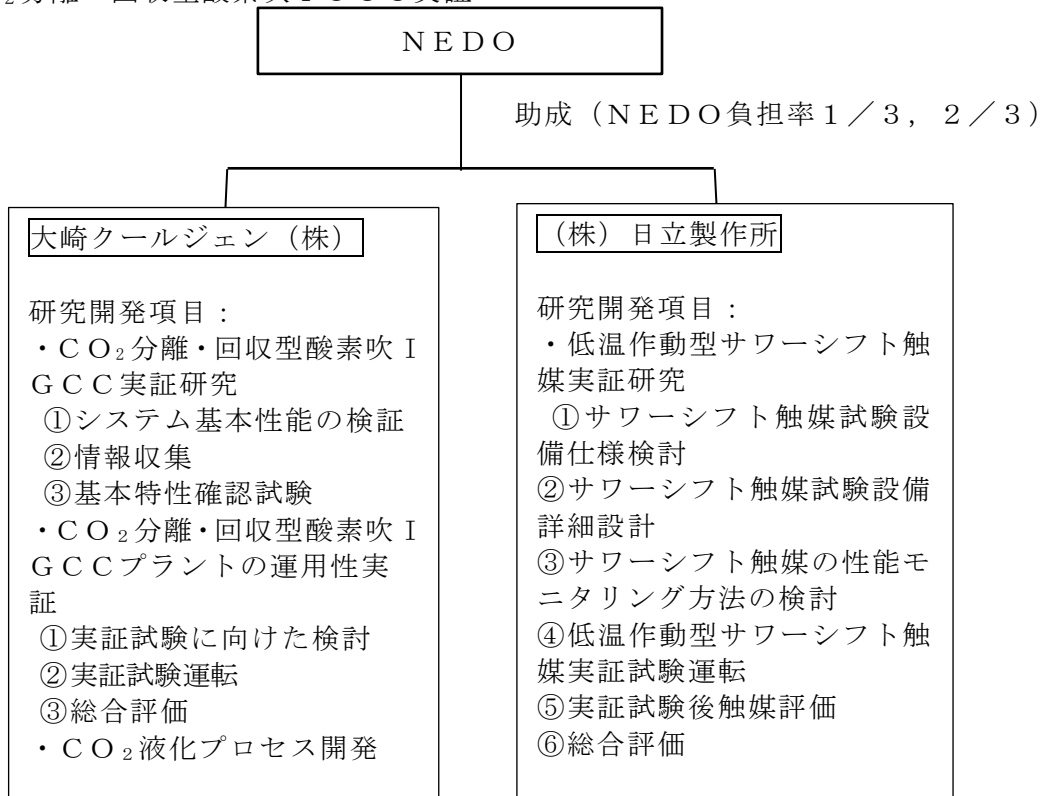 ₂分離・回収型酸素吹ＩＧＣＣ実証
ＮＥＤＯ
助成（ＮＥＤＯ負担率１／３，２／３）
大崎クールジェン（株）
研究開発項目：
・ＣＯ₂分離・回収型酸素吹Ｉ
ＧＣＣ実証研究
①システム基本性能の検証
②情報収集
③基本特性確認試験
・ＣＯ₂分離・回収型酸素吹Ｉ
ＧＣＣプラントの運用性実
証
①実証試験に向けた検討
②実証試験運転
③総合評価
・ＣＯ₂液化プロセス開発
（株）日立製作所
研究開発項目：
・低温作動型サワーシフト触
媒実証研究
①サワーシフト触媒試験設
備仕様検討
②サワーシフト触媒試験設備
詳細設計
③サワーシフト触媒の性能モ
ニタリング方法の検討
④低温作動型サワーシフト触
媒実証試験運転
⑤実証試験後触媒評価
⑥総合評価